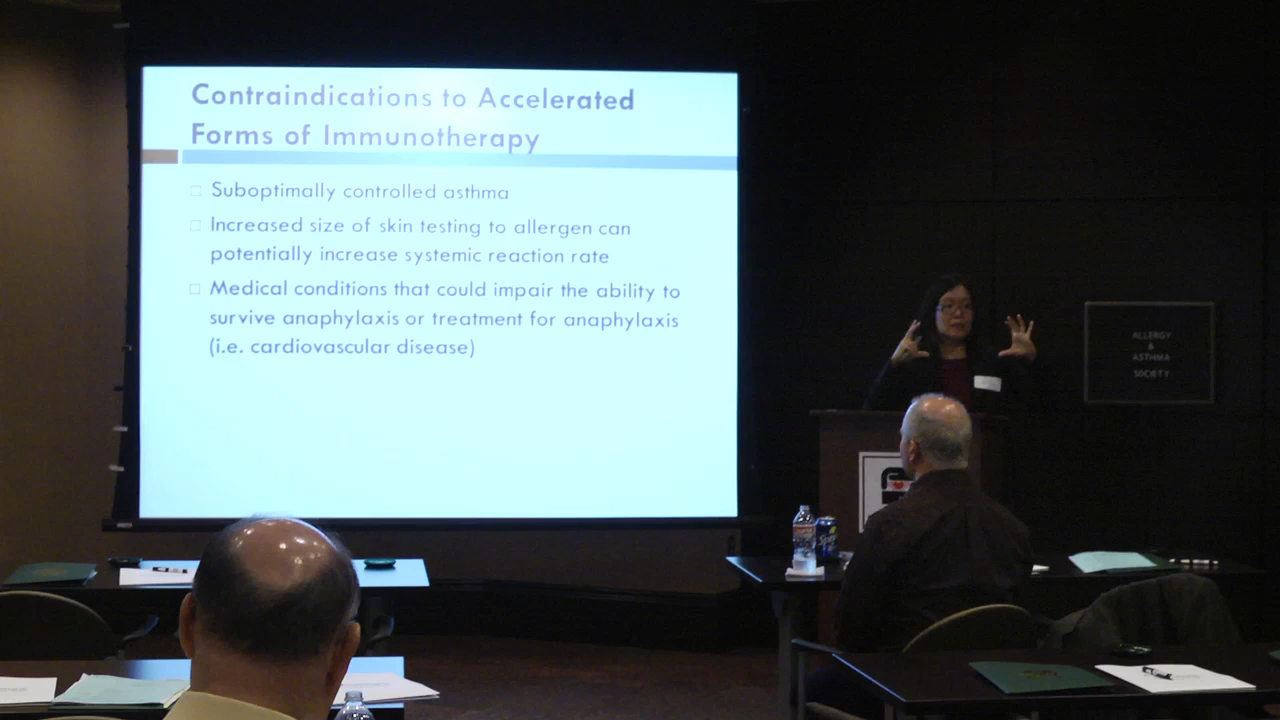 Contraindications to Accelerated
Forms of Immunotherapy
Suboptimally controlled asthma
Increased size of skin testing to allergen can
potentially increase systemic reaction rate
Medical conditions that could impair the ability to
survive anaphylaxis or treatment for anaphylaxis
(i.e. cardiovascular disease)
ALLERGY
&
ASTHMA
SOCIETY